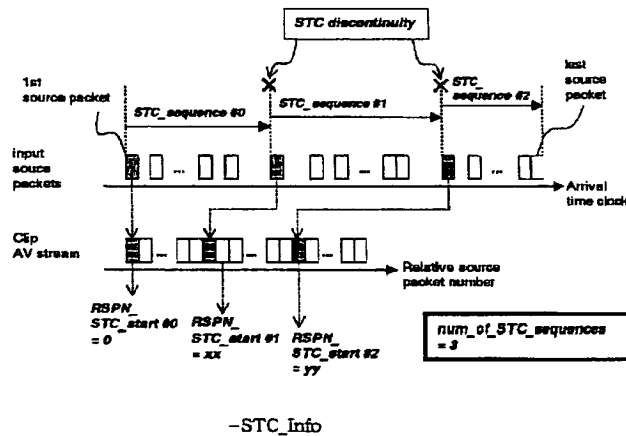 STC discontinuity
1st
source packet
last
source
packet
STC_sequence #0
STC_sequence #1
STC_
sequence #2
input
source
packets
...
...
...
...
Arrival
time clock
Clip
AV stream
...
...
...
Relative source
packet number
RSPN_
STC_start #0
= 0
RSPN_
STC_start #1
= xx
RSPN_
STC_start #2
= yy
num_of_STC_sequences
= 3
–STC_Info